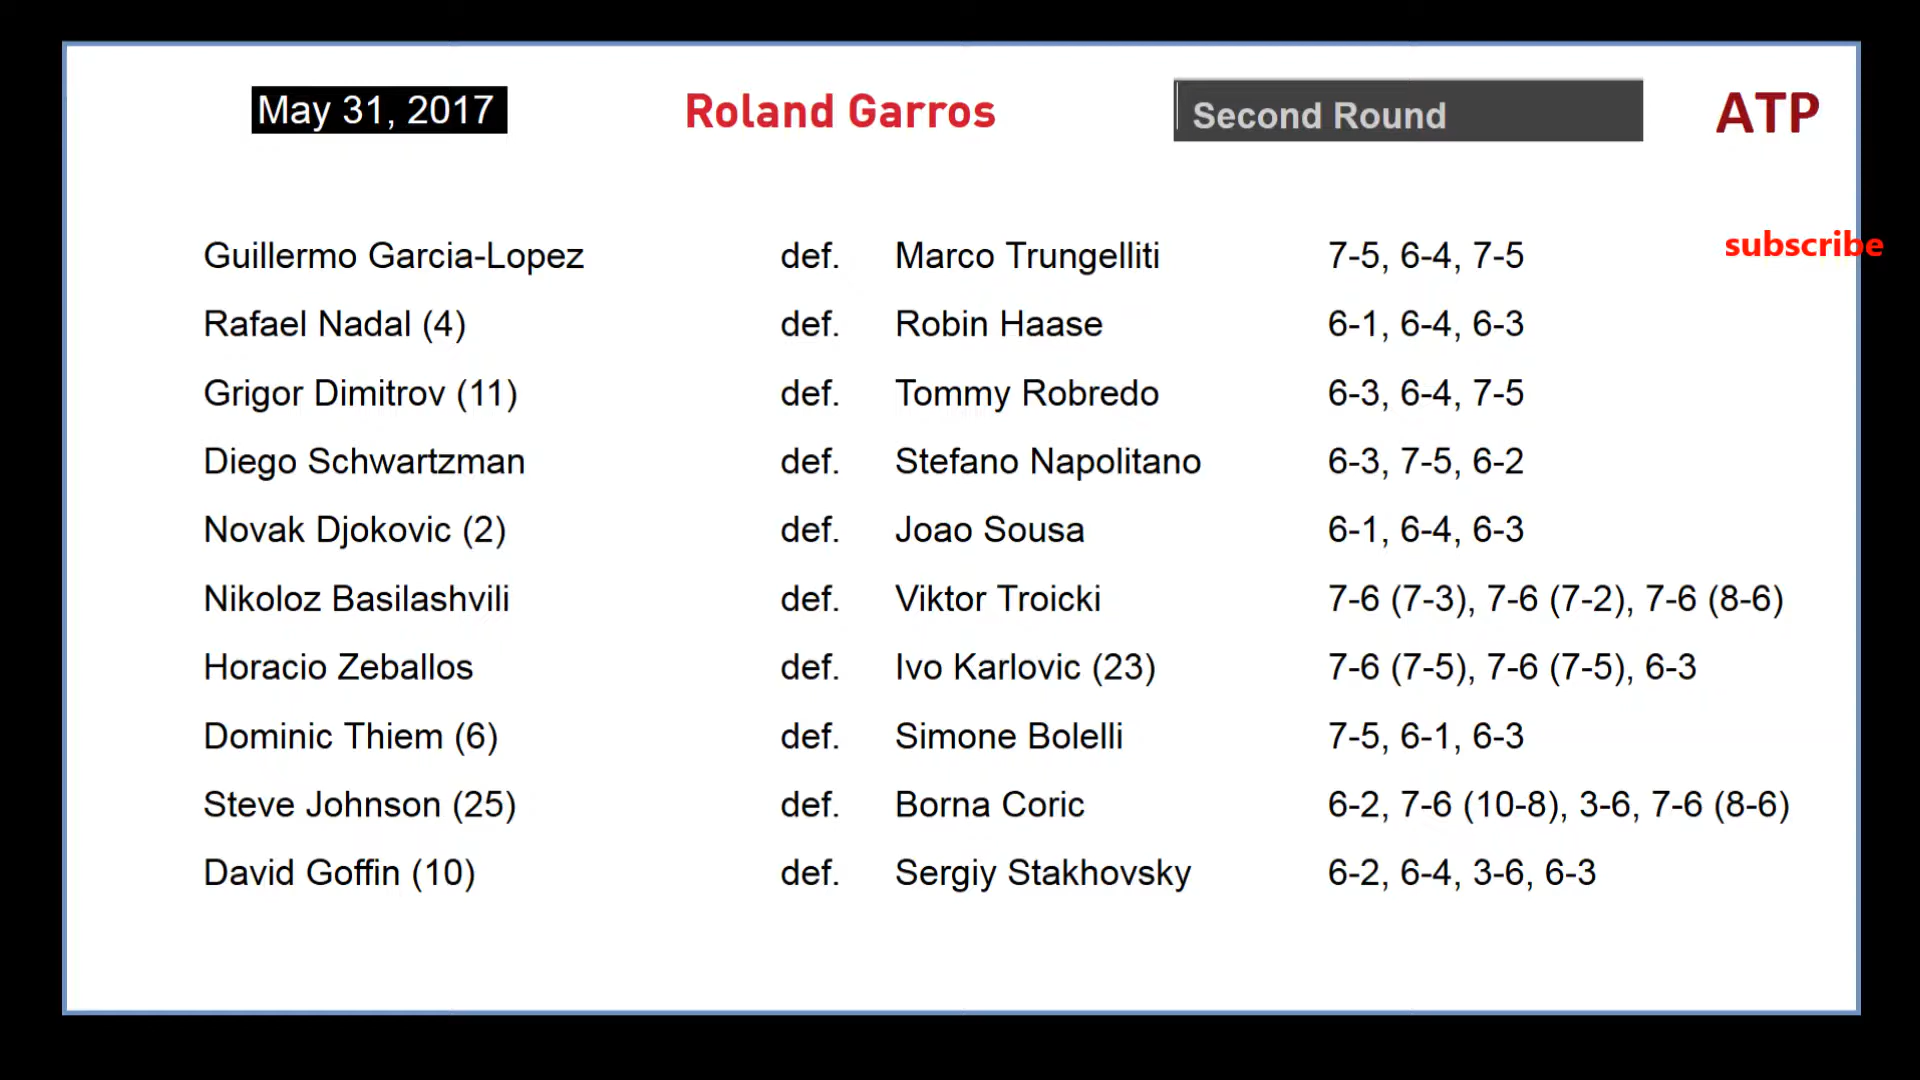 May 31, 2017 Roland Garros Second Round ATP
subscribe
Guillermo Garcia-Lopez def. Marco Trungelliti 7-5, 6-4, 7-5
Rafael Nadal (4) def. Robin Haase 6-1, 6-4, 6-3
Grigor Dimitrov (11) def. Tommy Robredo 6-3, 6-4, 7-5
Diego Schwartzman def. Stefano Napolitano 6-3, 7-5, 6-2
Novak Djokovic (2) def. Joao Sousa 6-1, 6-4, 6-3
Nikoloz Basilashvili def. Viktor Troicki 7-6 (7-3), 7-6 (7-2), 7-6 (8-6)
Horacio Zeballos def. Ivo Karlovic (23) 7-6 (7-5), 7-6 (7-5), 6-3
Dominic Thiem (6) def. Simone Bolelli 7-5, 6-1, 6-3
Steve Johnson (25) def. Borna Coric 6-2, 7-6 (10-8), 3-6, 7-6 (8-6)
David Goffin (10) def. Sergiy Stakhovsky 6-2, 6-4, 3-6, 6-3